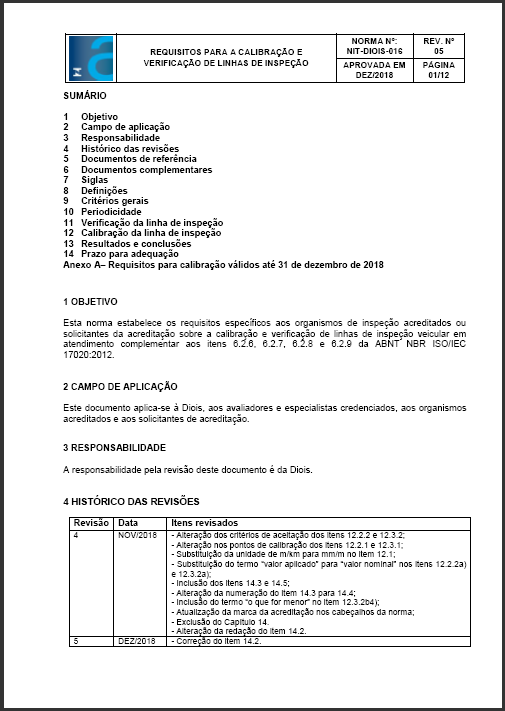 REQUISITOS PARA A CALIBRAÇÃO E
VERIFICAÇÃO DE LINHAS DE INSPEÇÃO
NORMA Nº:
NIT-DIOIS-016
REV. Nº
05
APROVADA EM
DEZ/2018
PÁGINA
01/12
SUMÁRIO
1 Objetivo
2 Campo de aplicação
3 Responsabilidade
4 Histórico das revisões
5 Documentos de referência
6 Documentos complementares
7 Siglas
8 Definições
9 Critérios gerais
10 Periodicidade
11 Verificação da linha de inspeção
12 Calibração da linha de inspeção
13 Resultados e conclusões
14 Prazo para adequação
Anexo A– Requisitos para calibração válidos até 31 de dezembro de 2018
1 OBJETIVO
Esta norma estabelece os requisitos específicos aos organismos de inspeção acreditados ou
solicitantes da acreditação sobre a calibração e verificação de linhas de inspeção veicular em
atendimento complementar aos itens 6.2.6, 6.2.7, 6.2.8 e 6.2.9 da ABNT NBR ISO/IEC
17020:2012.
2 CAMPO DE APLICAÇÃO
Este documento aplica-se à Diois, aos avaliadores e especialistas credenciados, aos organismos
acreditados e aos solicitantes de acreditação.
3 RESPONSABILIDADE
A responsabilidade pela revisão deste documento é da Diois.
4 HISTÓRICO DAS REVISÕES
Revisão Data Itens revisados
4 NOV/2018 - Alteração dos critérios de aceitação dos itens 12.2.2 e 12.3.2;
- Alteração nos pontos de calibração dos itens 12.2.1 e 12.3.1;
- Substituição da unidade de m/km para mm/m no item 12.1;
- Substituição do termo “valor aplicado” para “valor nominal” nos itens 12.2.2a)
e 12.3.2a);
- Inclusão dos itens 14.3 e 14.5;
- Alteração da numeração do item 14.3 para 14.4;
- Inclusão do termo “o que for menor” no item 12.3.2b4);
- Atualização da marca da acreditação nos cabeçalhos da norma;
- Exclusão do Capítulo 14.
- Alteração da redação do item 14.2.
5 DEZ/2018 - Correção do item 14.2.